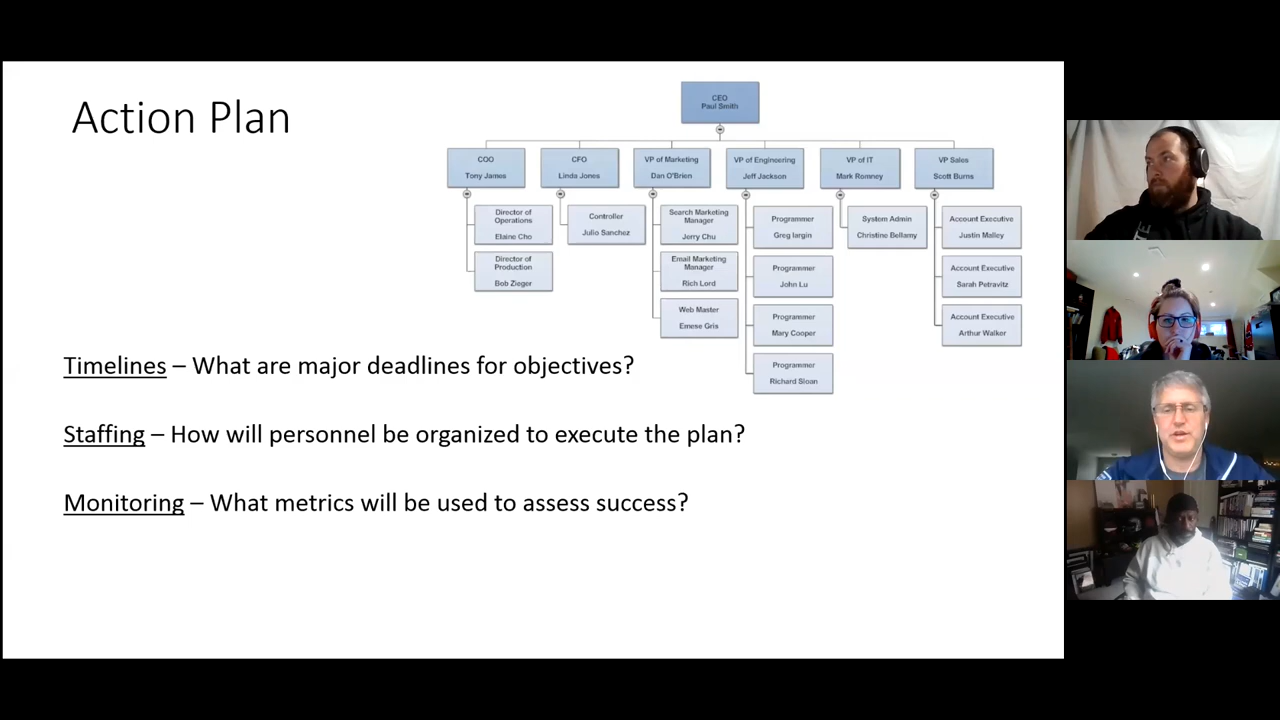 Action Plan
CEO
Paul Smith
COO
Tony James
CFO
Linda Jones
VP of Marketing
Dan O'Brien
VP of Engineering
Jeff Jackson
VP of IT
Mark Romney
VP Sales
Scott Burns
Director of
Operations
Elaine Cho
Director of
Production
Bob Zieger
Controller
Julio Sanchez
Search Marketing
Manager
Jerry Chu
Email Marketing
Manager
Rich Lord
Web Master
Emese Gris
Programmer
Greg Iargin
Programmer
John Lu
Programmer
Mary Cooper
Programmer
Richard Sloan
System Admin
Christine Bellamy
Account Executive
Justin Malley
Account Executive
Sarah Petravitz
Account Executive
Arthur Walker
Timelines – What are major deadlines for objectives?
Staffing – How will personnel be organized to execute the plan?
Monitoring – What metrics will be used to assess success?